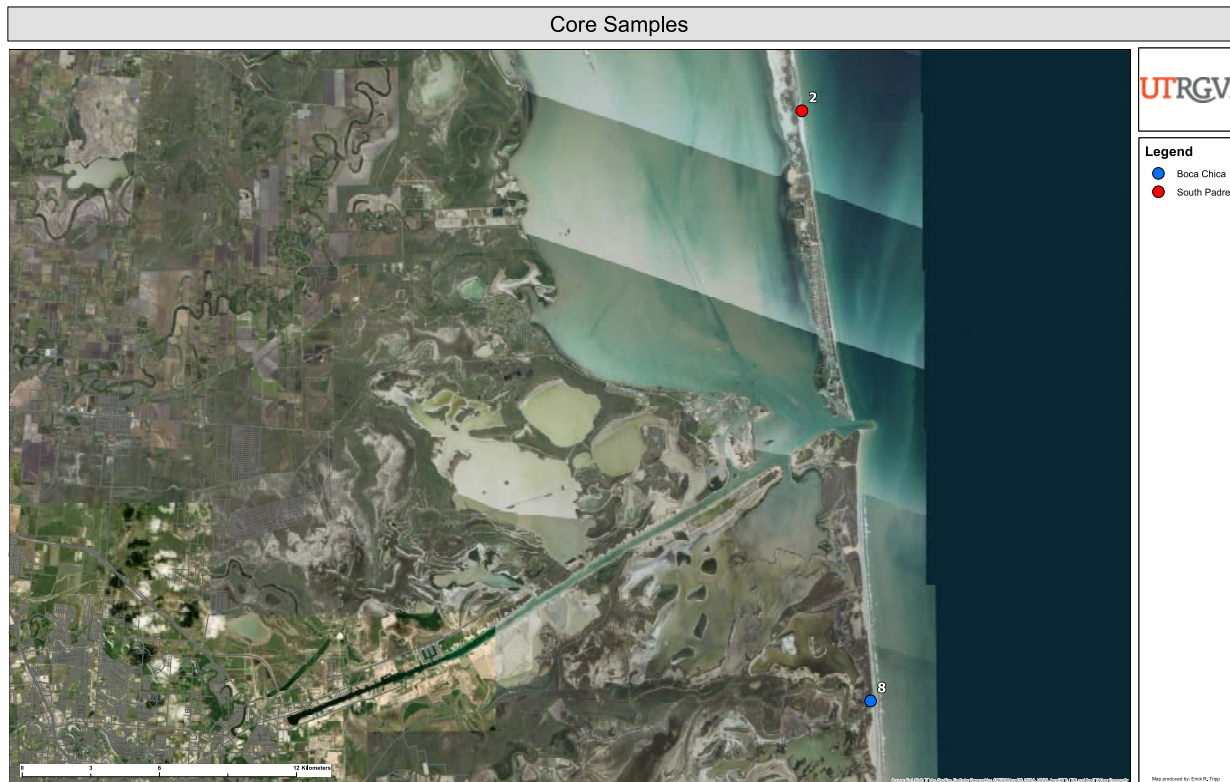 Core Samples
2
UTRGV
Legend
Boca Chica
South Padre
8
0 3 6 12 Kilometers
Map produced by: Erick R. Tripp